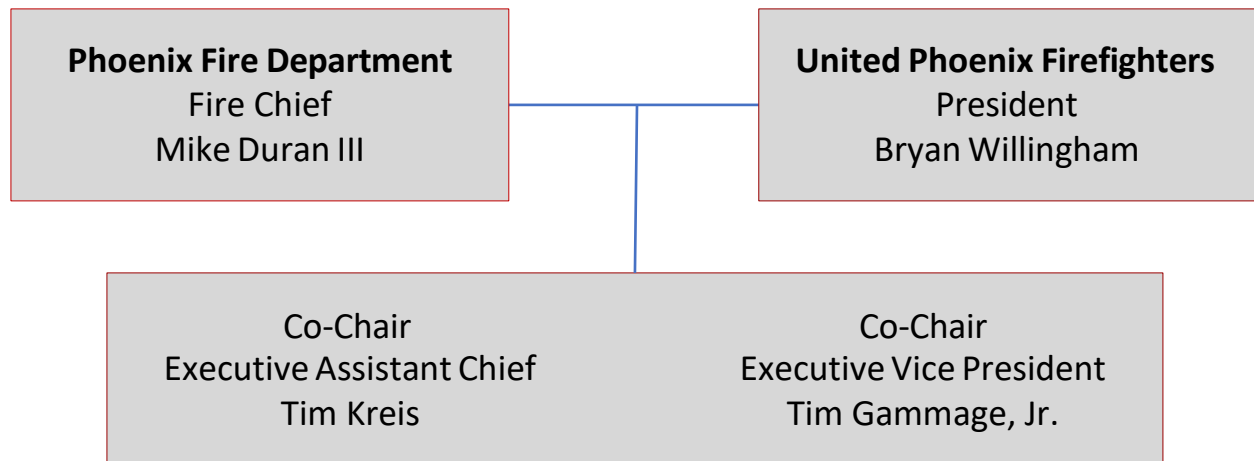 Phoenix Fire Department
Fire Chief
Mike Duran III
United Phoenix Firefighters
President
Bryan Willingham
Co-Chair
Executive Assistant Chief
Tim Kreis
Co-Chair
Executive Vice President
Tim Gammage, Jr.